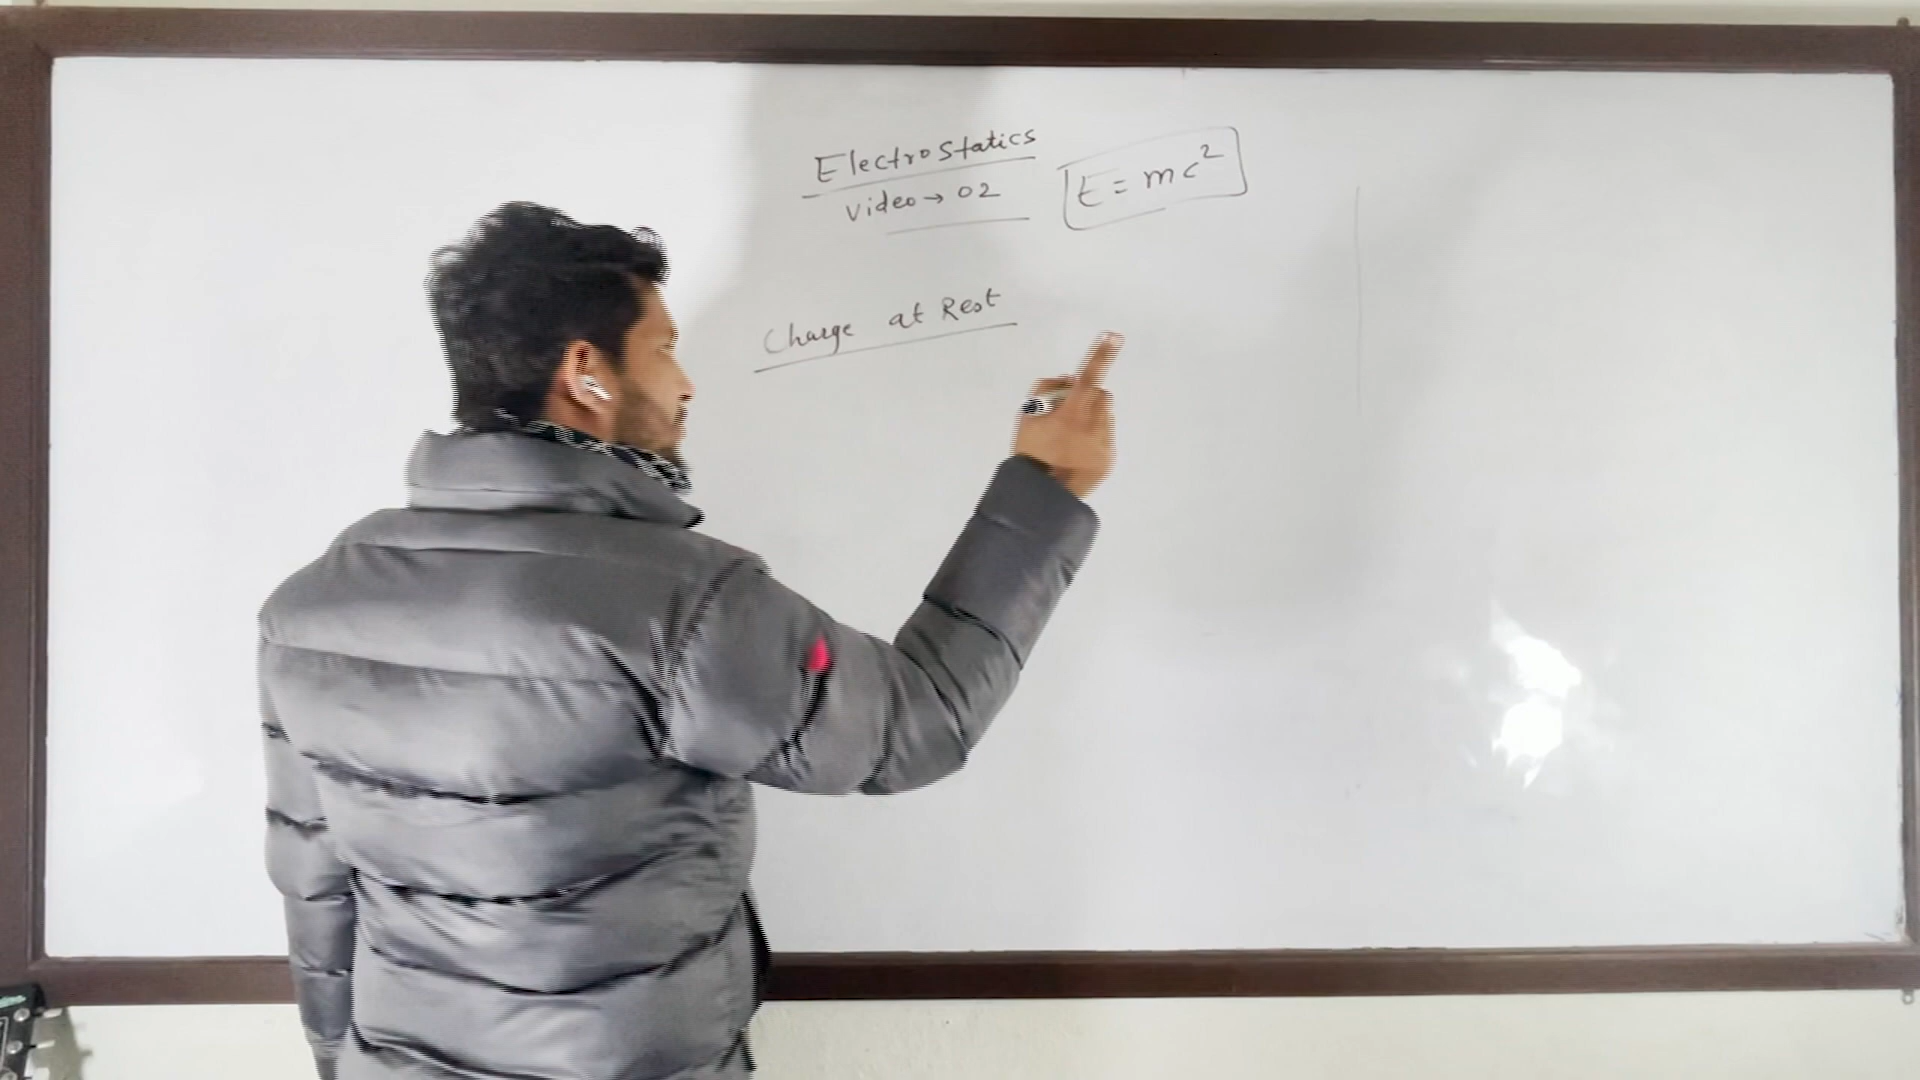 Electrostatics
Video → 02
E = mc²
Charge at Rest